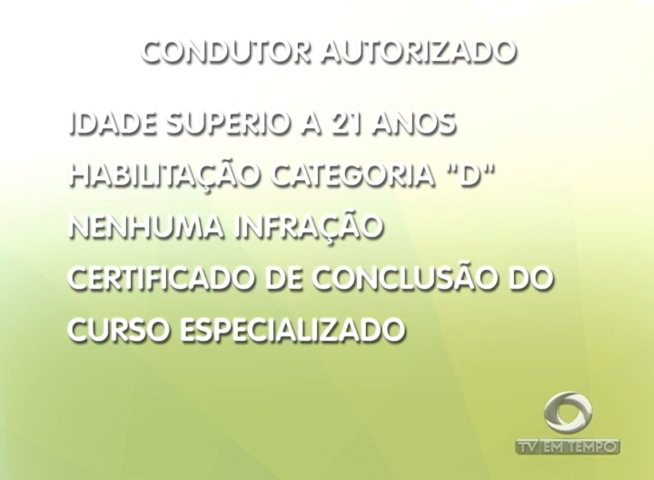 CONDUTOR AUTORIZADO
IDADE SUPERIO A 21 ANOS
HABILITAÇÃO CATEGORIA "D"
NENHUMA INFRAÇÃO
CERTIFICADO DE CONCLUSÃO DO
CURSO ESPECIALIZADO
TV EM TEMPO